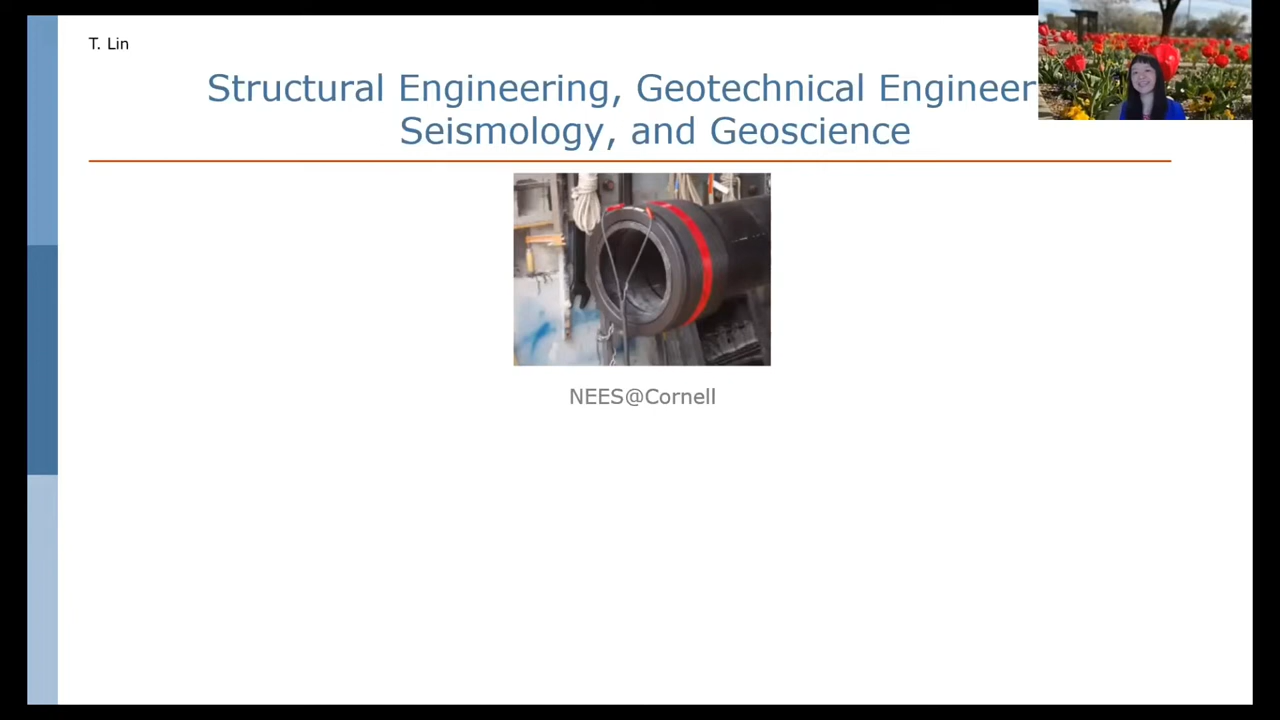 T. Lin
Structural Engineering, Geotechnical Engineer
Seismology, and Geoscience
NEES@Cornell